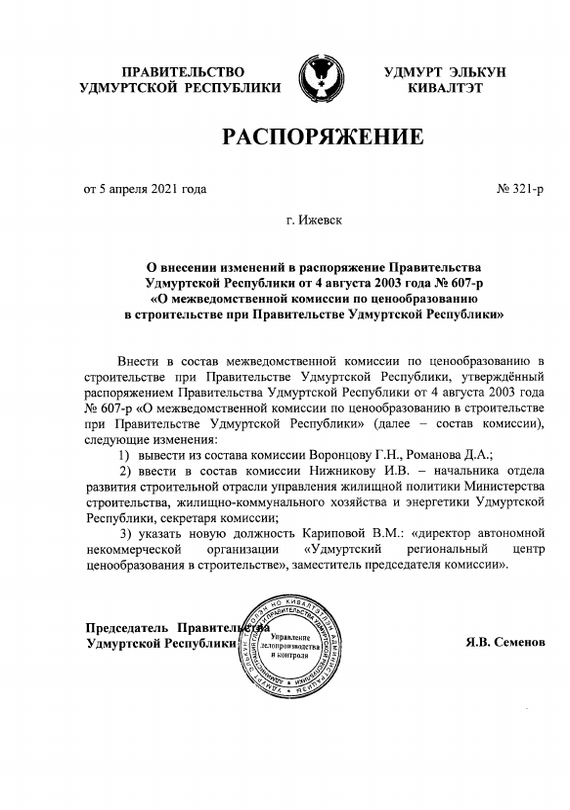 ПРАВИТЕЛЬСТВО
УДМУРТСКОЙ РЕСПУБЛИКИ
УДМУРТ ЭЛЬКУН
КИВАЛТЭТ
РАСПОРЯЖЕНИЕ
от 5 апреля 2021 года
№ 321-р
г. Ижевск
О внесении изменений в распоряжение Правительства
Удмуртской Республики от 4 августа 2003 года № 607-р
«О межведомственной комиссии по ценообразованию
в строительстве при Правительстве Удмуртской Республики»
Внести в состав межведомственной комиссии по ценообразованию в
строительстве при Правительстве Удмуртской Республики, утверждённый
распоряжением Правительства Удмуртской Республики от 4 августа 2003 года
№ 607-р «О межведомственной комиссии по ценообразованию в строительстве
при Правительстве Удмуртской Республики» (далее – состав комиссии),
следующие изменения:
1) вывести из состава комиссии Воронцову Г.Н., Романова Д.А.;
2) ввести в состав комиссии Нижникову И.В. – начальника отдела
развития строительной отрасли управления жилищной политики Министерства
строительства, жилищно-коммунального хозяйства и энергетики Удмуртской
Республики, секретаря комиссии;
3) указать новую должность Кариповой В.М.: «директор автономной
некоммерческой организации «Удмуртский региональный центр
ценообразования в строительстве», заместитель председателя комиссии».
Председатель Правительства
Удмуртской Республики
Я.В. Семенов
Управление
делопроизводства
и контроля